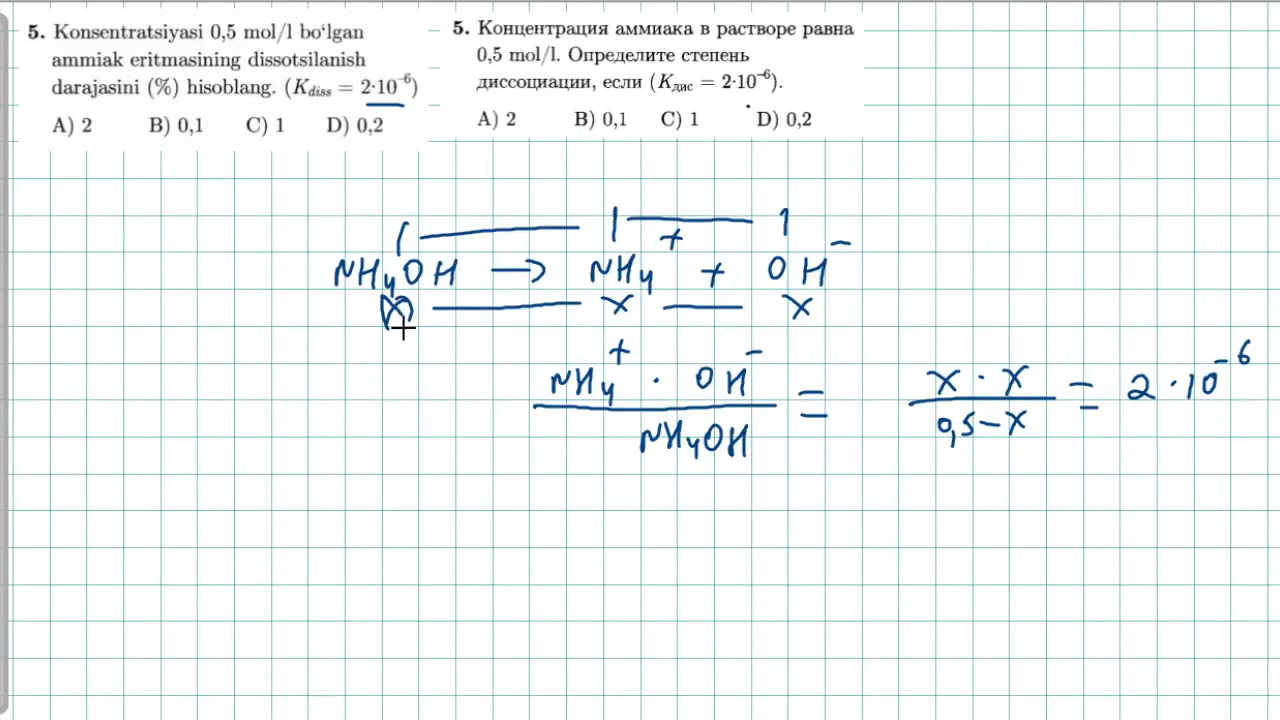 5. Konsentratsiyasi 0,5 mol/l bo‘lgan
ammiak eritmasining dissotsilanish
darajasini (%) hisoblang. (K_diss = 2·10⁻⁶)
A) 2 B) 0,1 C) 1 D) 0,2
5. Концентрация аммиака в растворе равна
0,5 mol/l. Определите степень
диссоциации, если (K_дис = 2·10⁻⁶).
A) 2 B) 0,1 C) 1 D) 0,2
1 — 1 — 1
NH₄OH → NH₄⁺ + OH⁻
x — x — x
NH₄⁺ · OH⁻ / NH₄OH = x · x / 0,5 − x = 2 · 10⁻⁶